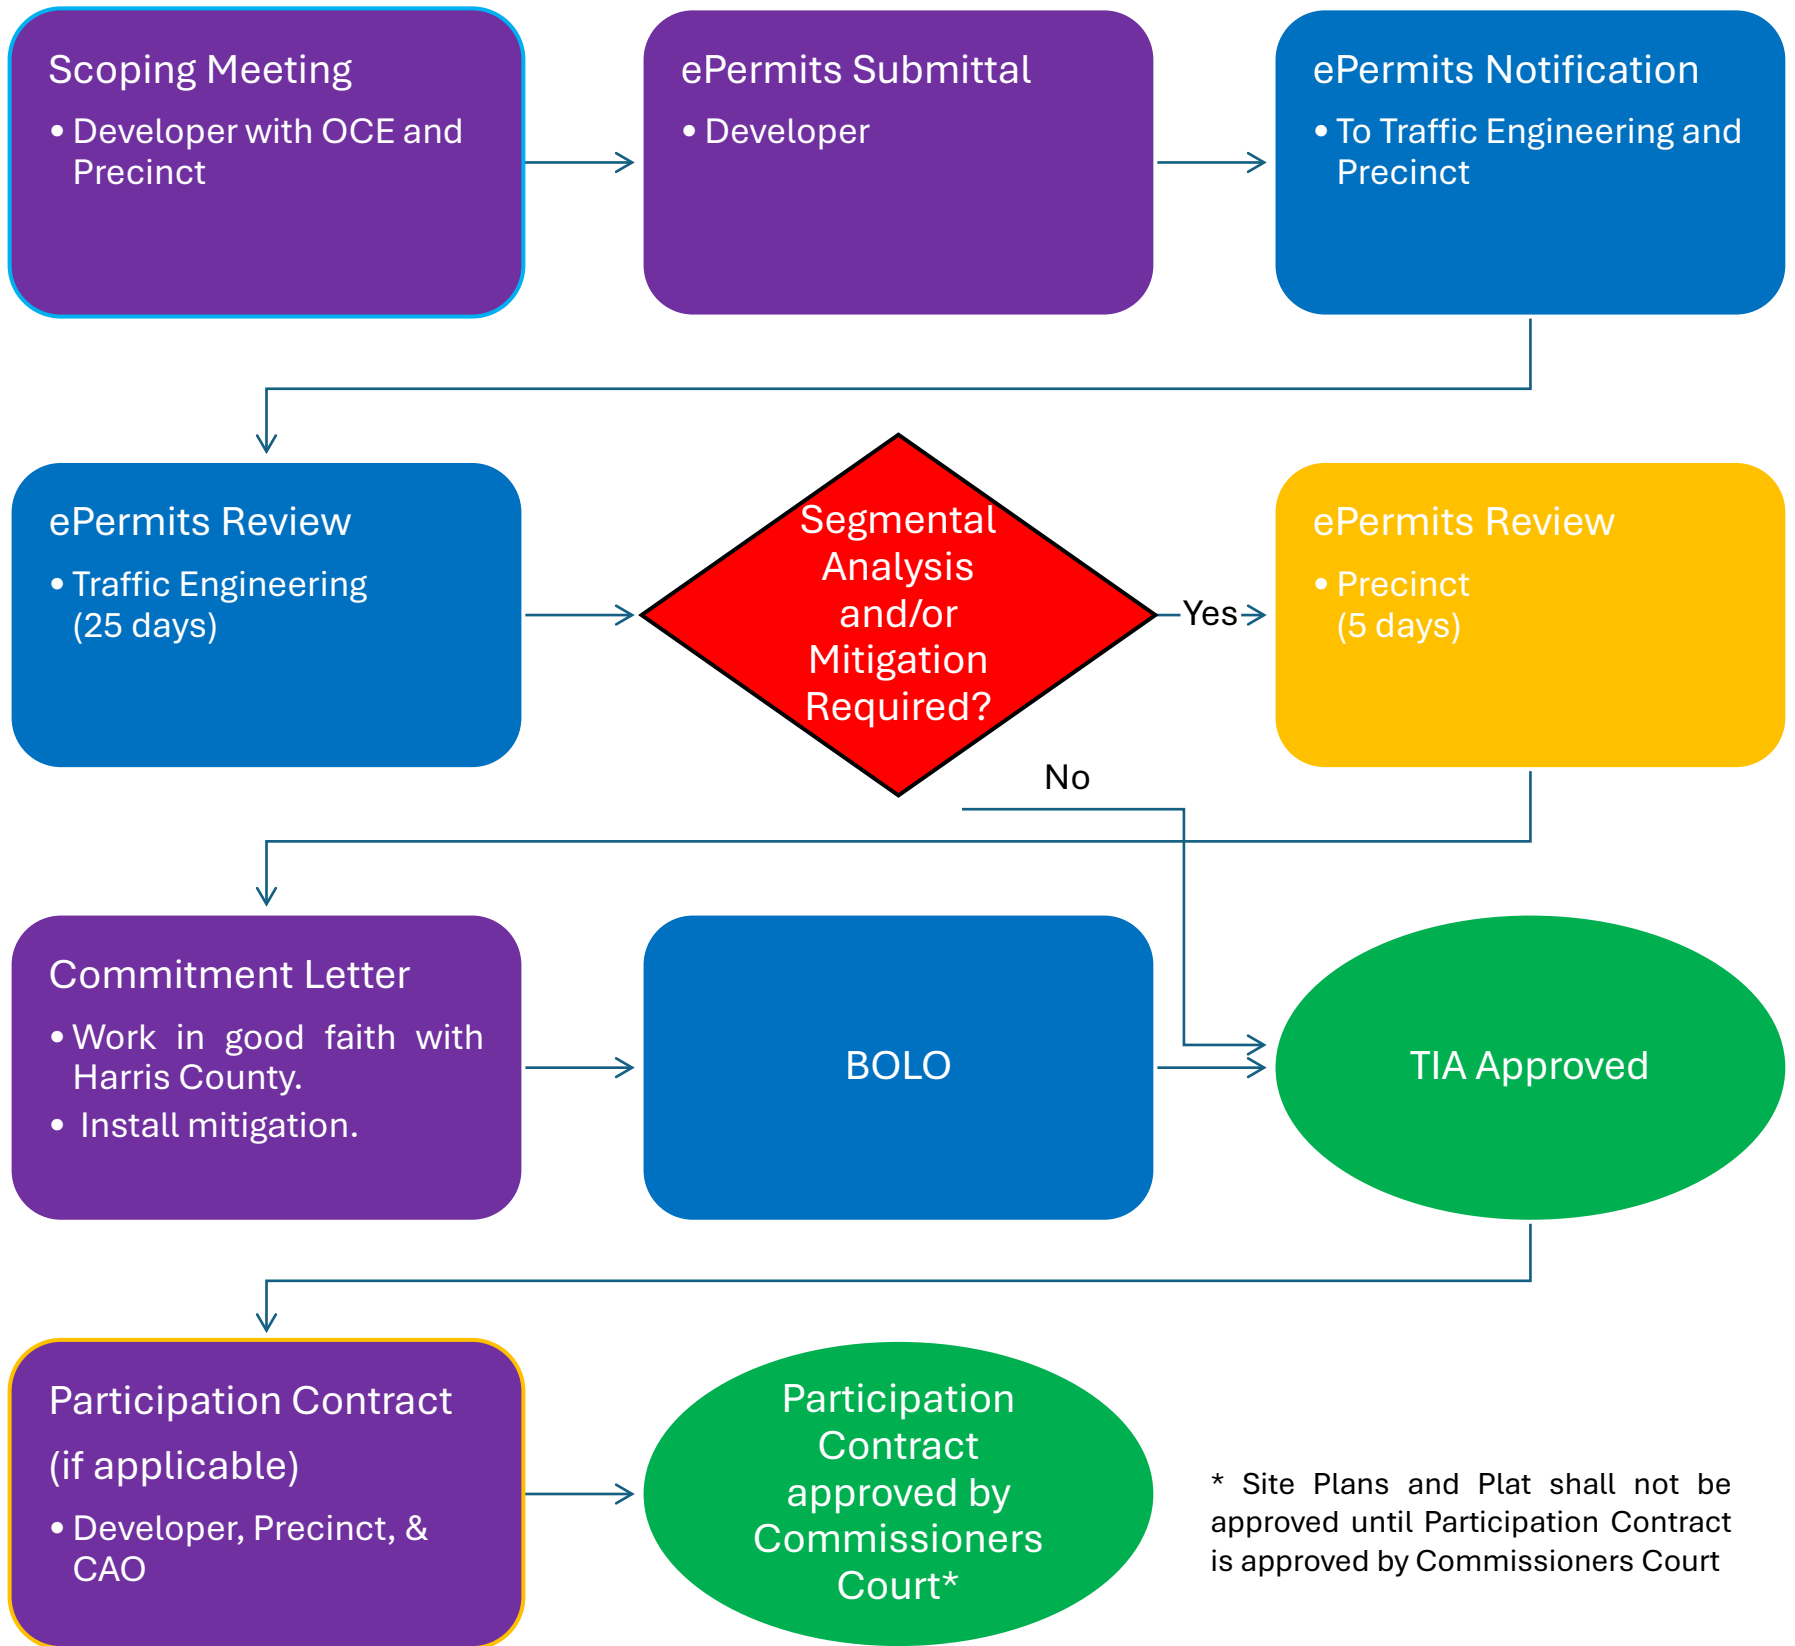 Scoping Meeting
• Developer with OCE and
Precinct
ePermits Submittal
• Developer
ePermits Notification
• To Traffic Engineering and
Precinct
ePermits Review
• Traffic Engineering
(25 days)
Segmental
Analysis
and/or
Mitigation
Required?
Yes
No
ePermits Review
• Precinct
(5 days)
Commitment Letter
• Work in good faith with
Harris County.
• Install mitigation.
BOLO
TIA Approved
Participation Contract
(if applicable)
• Developer, Precinct, &
CAO
Participation
Contract
approved by
Commissioners
Court*
* Site Plans and Plat shall not be
approved until Participation Contract
is approved by Commissioners Court